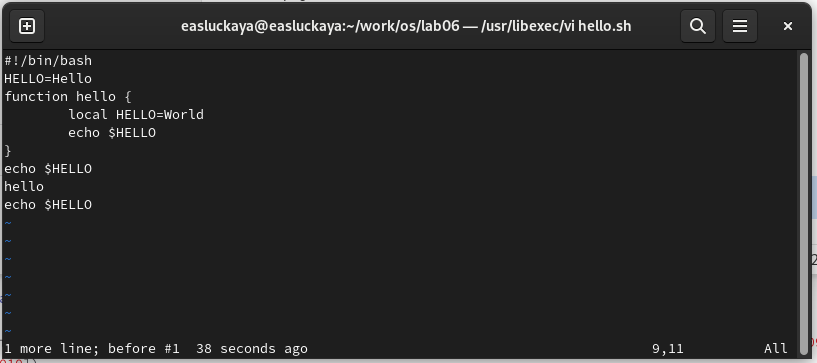 easluckaya@easluckaya:~/work/os/lab06 — /usr/libexec/vi hello.sh
#!/bin/bash
HELLO=Hello
function hello {
        local HELLO=World
        echo $HELLO
}
echo $HELLO
hello
echo $HELLO
~
~
~
~
~
~
~
1 more line; before #1  38 seconds ago                                           9,11          All